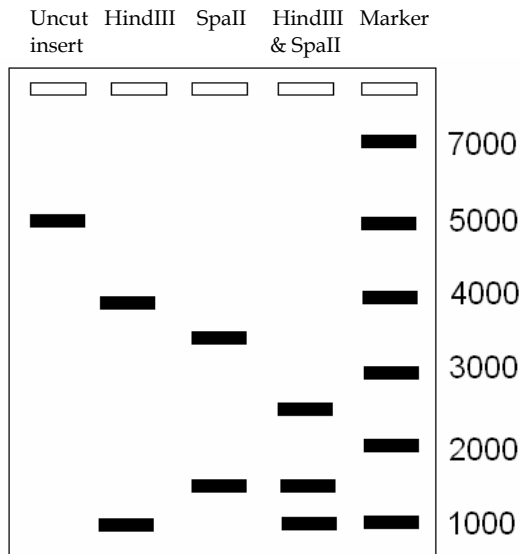 Uncut insert
HindIII
SpaII
HindIII & SpaII
Marker
7000
5000
4000
3000
2000
1000